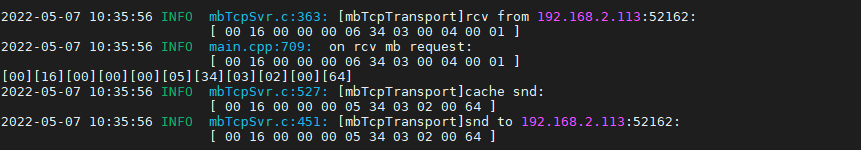 2022-05-07 10:35:56 INFO  mbTcpSvr.c:363: [mbTcpTransport]rcv from 192.168.2.113:52162:
[ 00 16 00 00 00 06 34 03 00 04 00 01 ]
2022-05-07 10:35:56 INFO  main.cpp:709:  on rcv mb request:
[ 00 16 00 00 00 06 34 03 00 04 00 01 ]
[00][16][00][00][00][05][34][03][02][00][64]
2022-05-07 10:35:56 INFO  mbTcpSvr.c:527: [mbTcpTransport]cache snd:
[ 00 16 00 00 00 05 34 03 02 00 64 ]
2022-05-07 10:35:56 INFO  mbTcpSvr.c:451: [mbTcpTransport]snd to 192.168.2.113:52162:
[ 00 16 00 00 00 05 34 03 02 00 64 ]